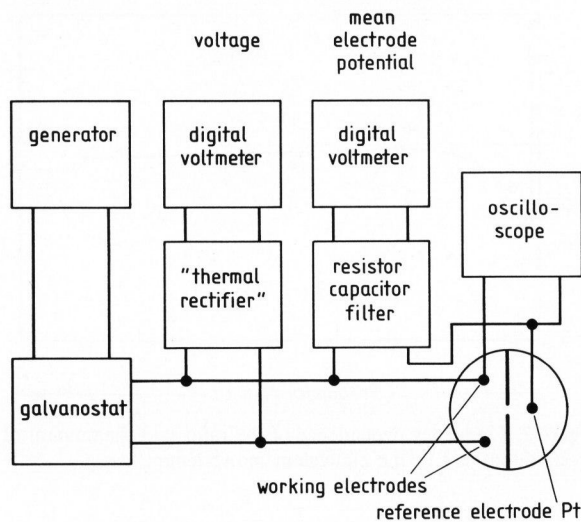 voltage
mean
electrode
potential
generator
digital
voltmeter
digital
voltmeter
oscillo-
scope
"thermal
rectifier"
resistor
capacitor
filter
galvanostat
working electrodes
reference electrode Pt